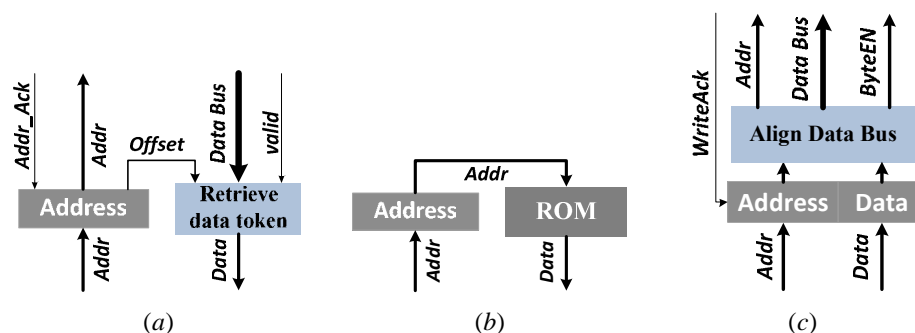 Addr_Ack
Addr
Offset
Data Bus
valid
Address
Retrieve
data token
Addr
Data
(a)
Addr
Address
ROM
Addr
Data
(b)
WriteAck
Addr
Data Bus
ByteEN
Align Data Bus
Address
Data
Addr
Data
(c)